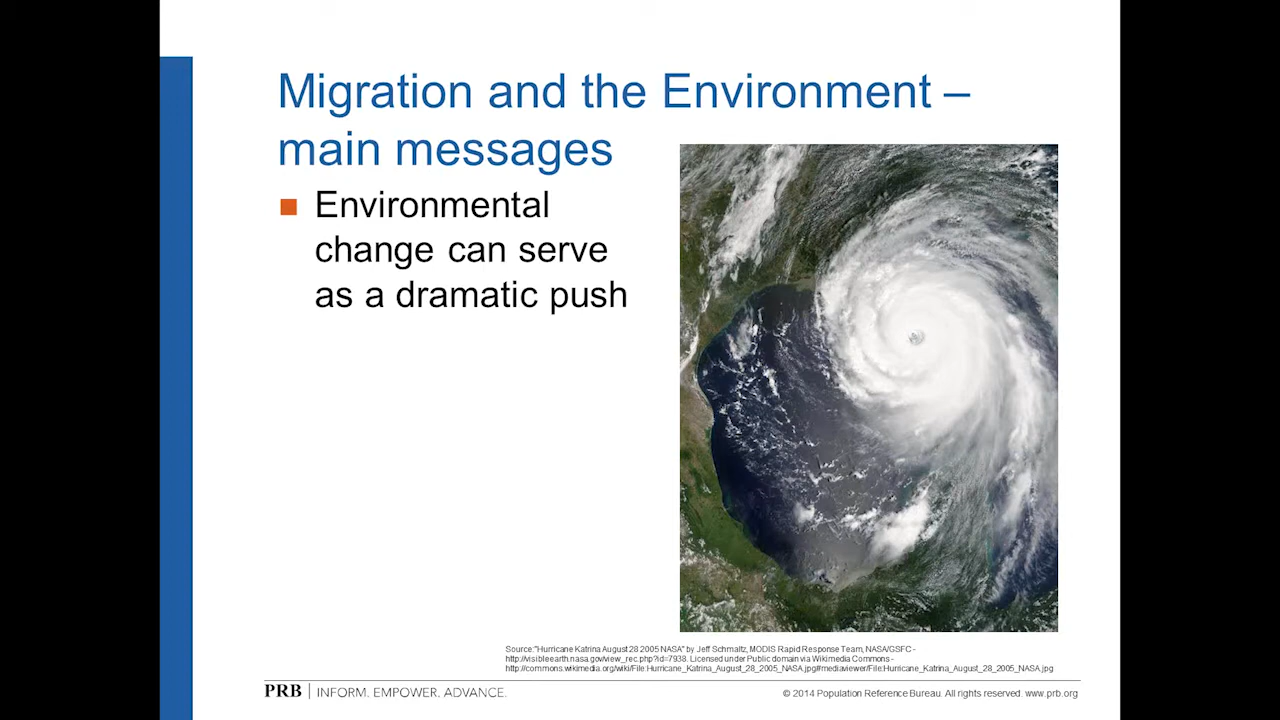 Migration and the Environment –
main messages
Environmental
change can serve
as a dramatic push
Source:"Hurricane Katrina August 28 2005 NASA" by Jeff Schmaltz, MODIS Rapid Response Team, NASA/GSFC -
http://visibleearth.nasa.gov/view_rec.php?id=7938. Licensed under Public domain via Wikimedia Commons -
http://commons.wikimedia.org/wiki/File:Hurricane_Katrina_August_28_2005_NASA.jpg#mediaviewer/File:Hurricane_Katrina_August_28_2005_NASA.jpg
PRB | INFORM. EMPOWER. ADVANCE.
© 2014 Population Reference Bureau. All rights reserved. www.prb.org